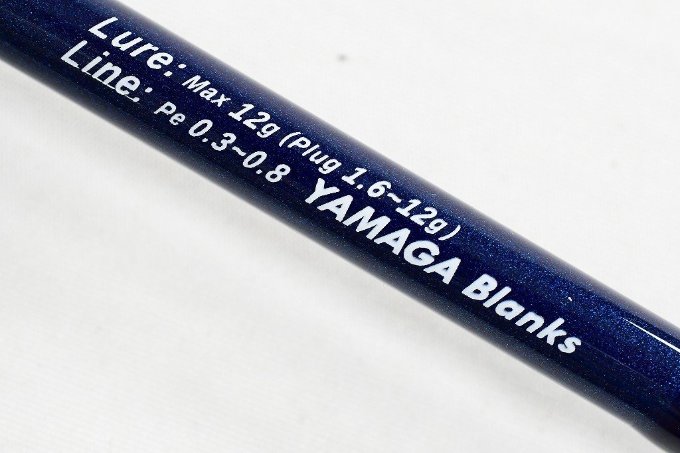 Lure: Max 12g (Plug 1.6~12g)
Line: Pe 0.3~0.8 YAMAGA Blanks